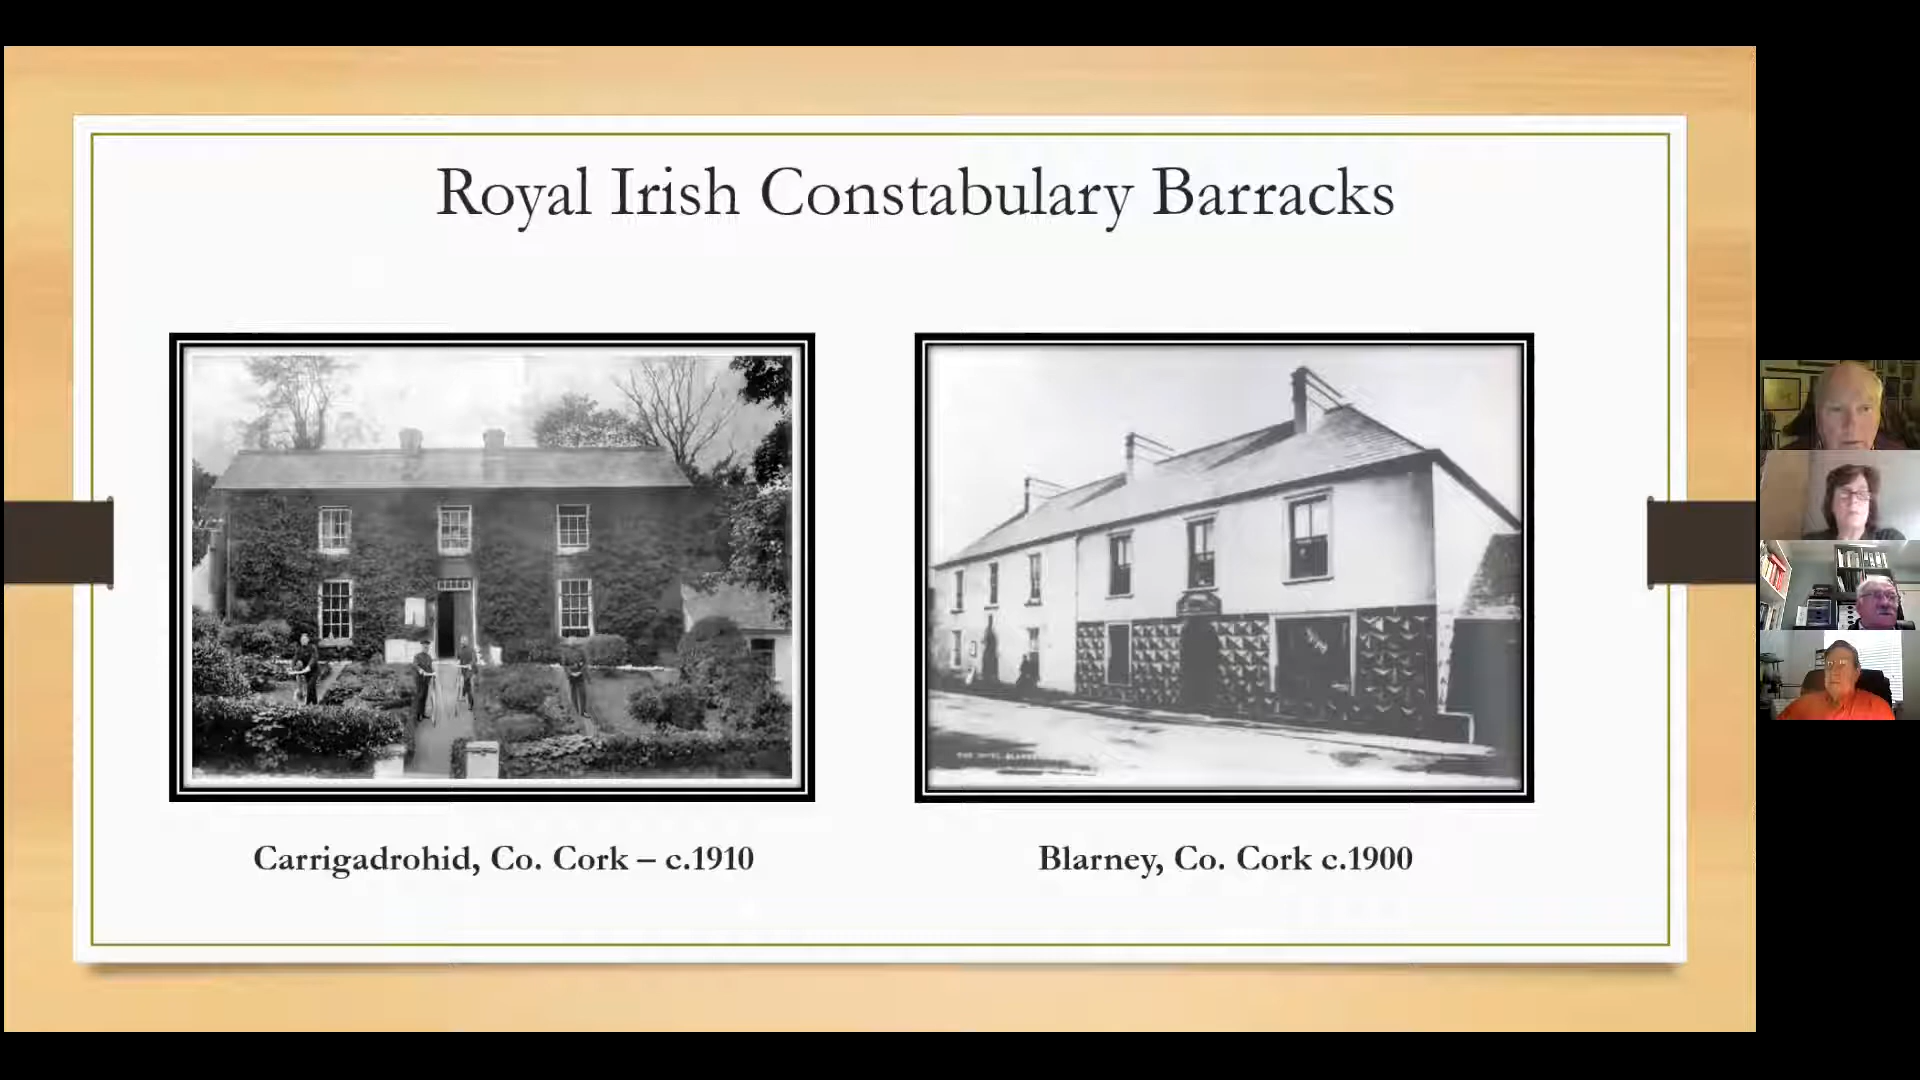 Royal Irish Constabulary Barracks
Carrigadrohid, Co. Cork – c.1910
Blarney, Co. Cork c.1900